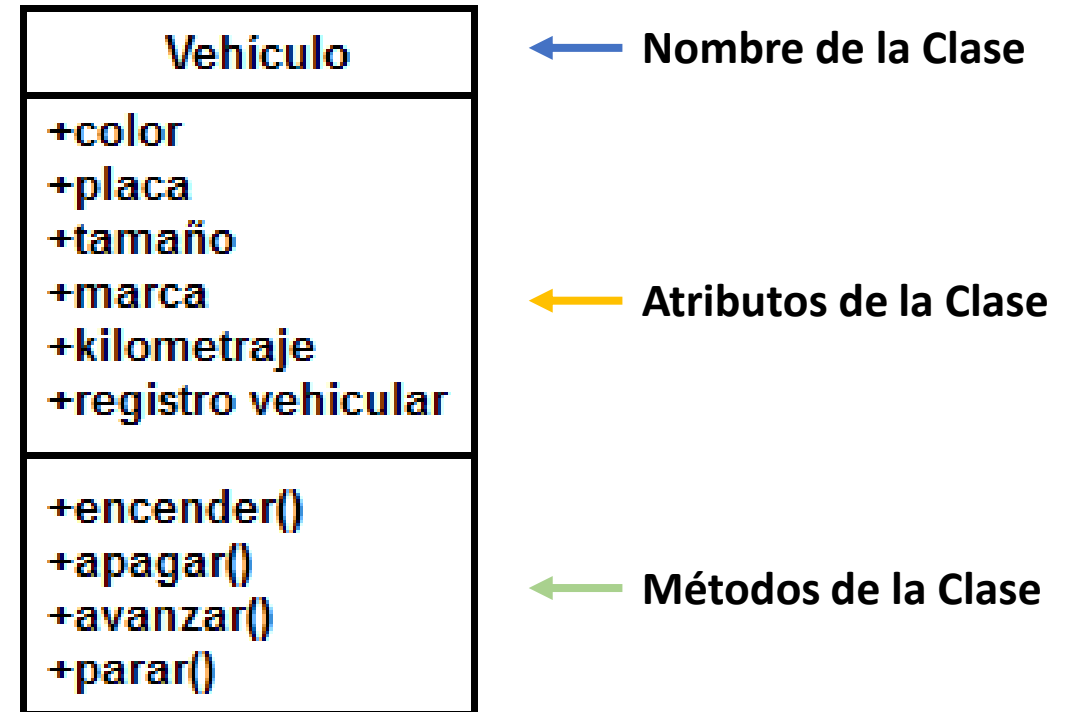 Vehículo
Nombre de la Clase
+color
+placa
+tamaño
+marca
+kilometraje
+registro vehicular
Atributos de la Clase
+encender()
+apagar()
+avanzar()
+parar()
Métodos de la Clase